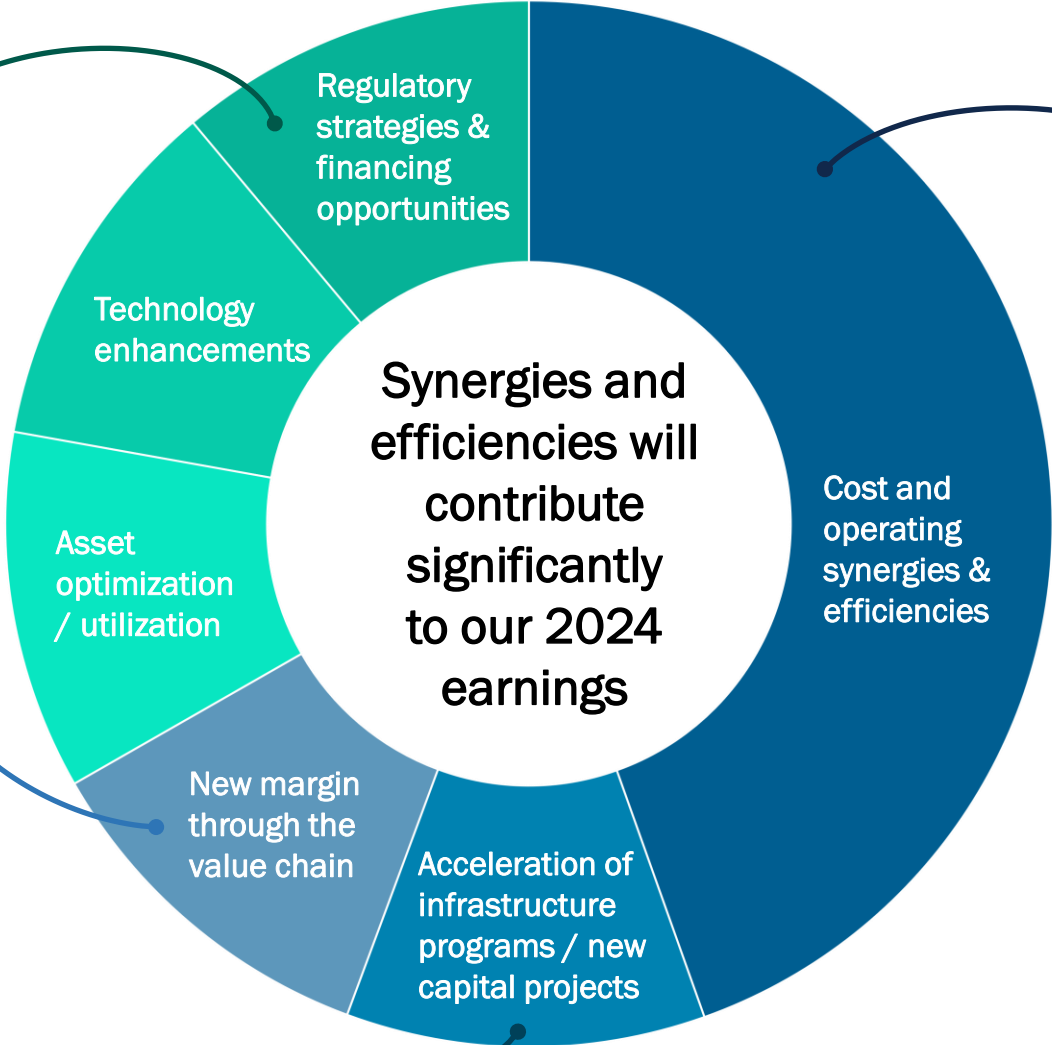 Regulatory
strategies &
financing
opportunities
Technology
enhancements
Asset
optimization
/ utilization
New margin
through the
value chain
Acceleration of
infrastructure
programs / new
capital projects
Cost and
operating
synergies &
efficiencies
Synergies and
efficiencies will
contribute
significantly
to our 2024
earnings